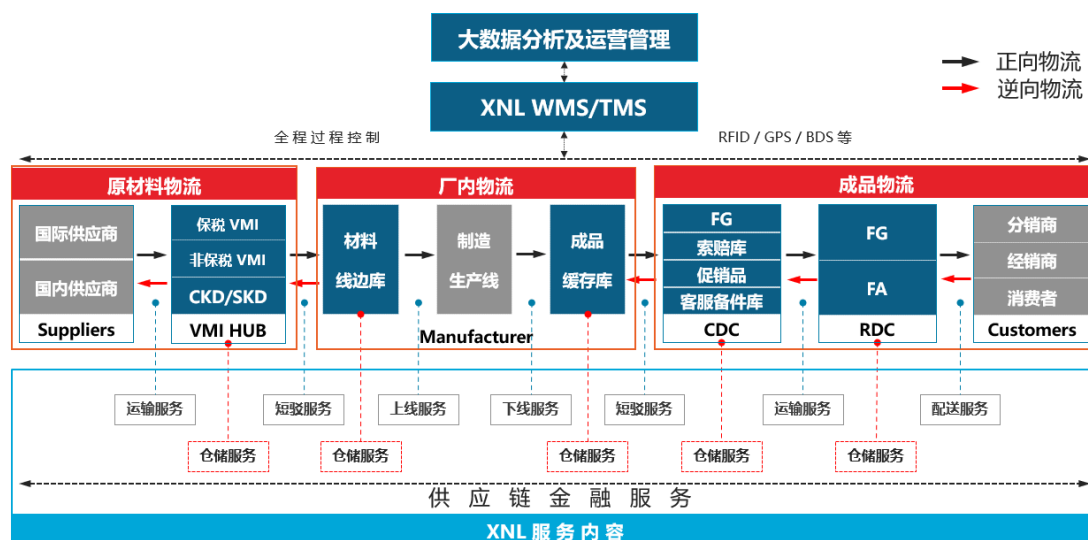 大数据分析及运营管理
正向物流
逆向物流
XNL WMS/TMS
全程过程控制
RFID / GPS / BDS 等
原材料物流
厂内物流
成品物流
国际供应商
国内供应商
Suppliers
保税 VMI
非保税 VMI
CKD/SKD
VMI HUB
材料
线边库
制造
生产线
成品
缓存库
Manufacturer
FG
索赔库
促销品
客服备件库
CDC
FG
FA
RDC
分销商
经销商
消费者
Customers
运输服务
短驳服务
上线服务
下线服务
短驳服务
运输服务
配送服务
仓储服务
仓储服务
仓储服务
仓储服务
仓储服务
供应链金融服务
XNL 服务内容